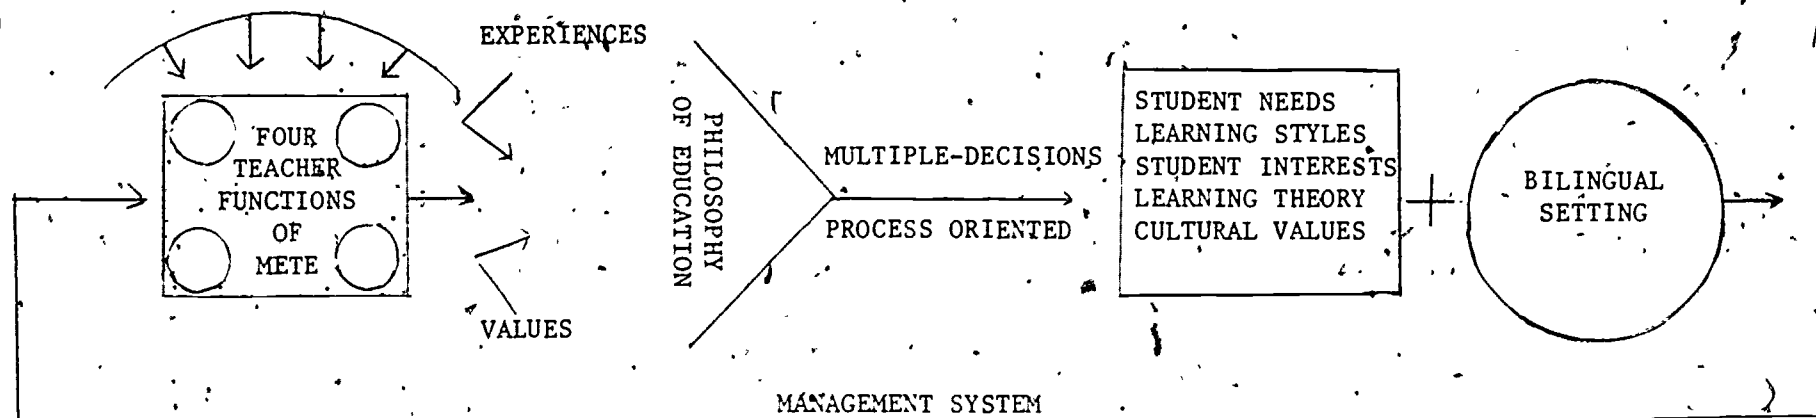 EXPERIENCES
FOUR
TEACHER
FUNCTIONS
OF
METE
VALUES
PHILOSOPHY
OF EDUCATION
MULTIPLE-DECISIONS
PROCESS ORIENTED
STUDENT NEEDS
LEARNING STYLES
STUDENT INTERESTS
LEARNING THEORY
CULTURAL VALUES
BILINGUAL
SETTING
MANAGEMENT SYSTEM